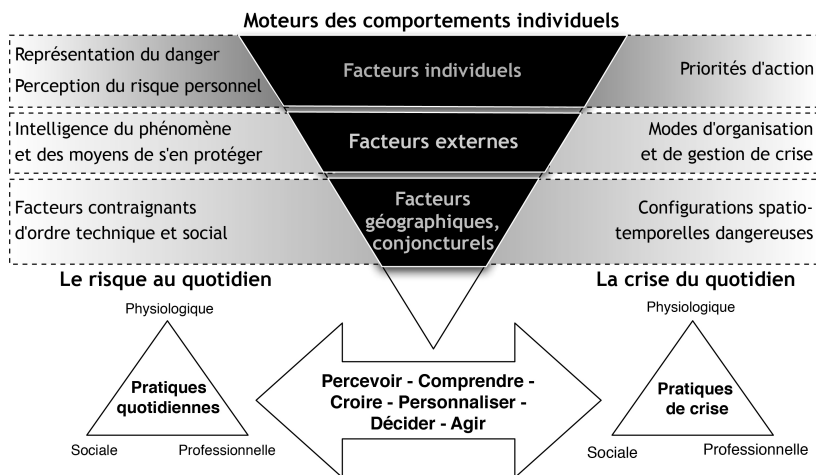 Moteurs des comportements individuels
Représentation du danger
Perception du risque personnel
Facteurs individuels
Priorités d'action
Intelligence du phénomène
et des moyens de s'en protéger
Facteurs externes
Modes d'organisation
et de gestion de crise
Facteurs contraignants
d'ordre technique et social
Facteurs
géographiques,
conjoncturels
Configurations spatio-
temporelles dangereuses
Le risque au quotidien
La crise du quotidien
Physiologique
Pratiques
quotidiennes
Sociale
Professionnelle
Percevoir - Comprendre -
Croire - Personnaliser -
Décider - Agir
Physiologique
Pratiques
de crise
Sociale
Professionnelle